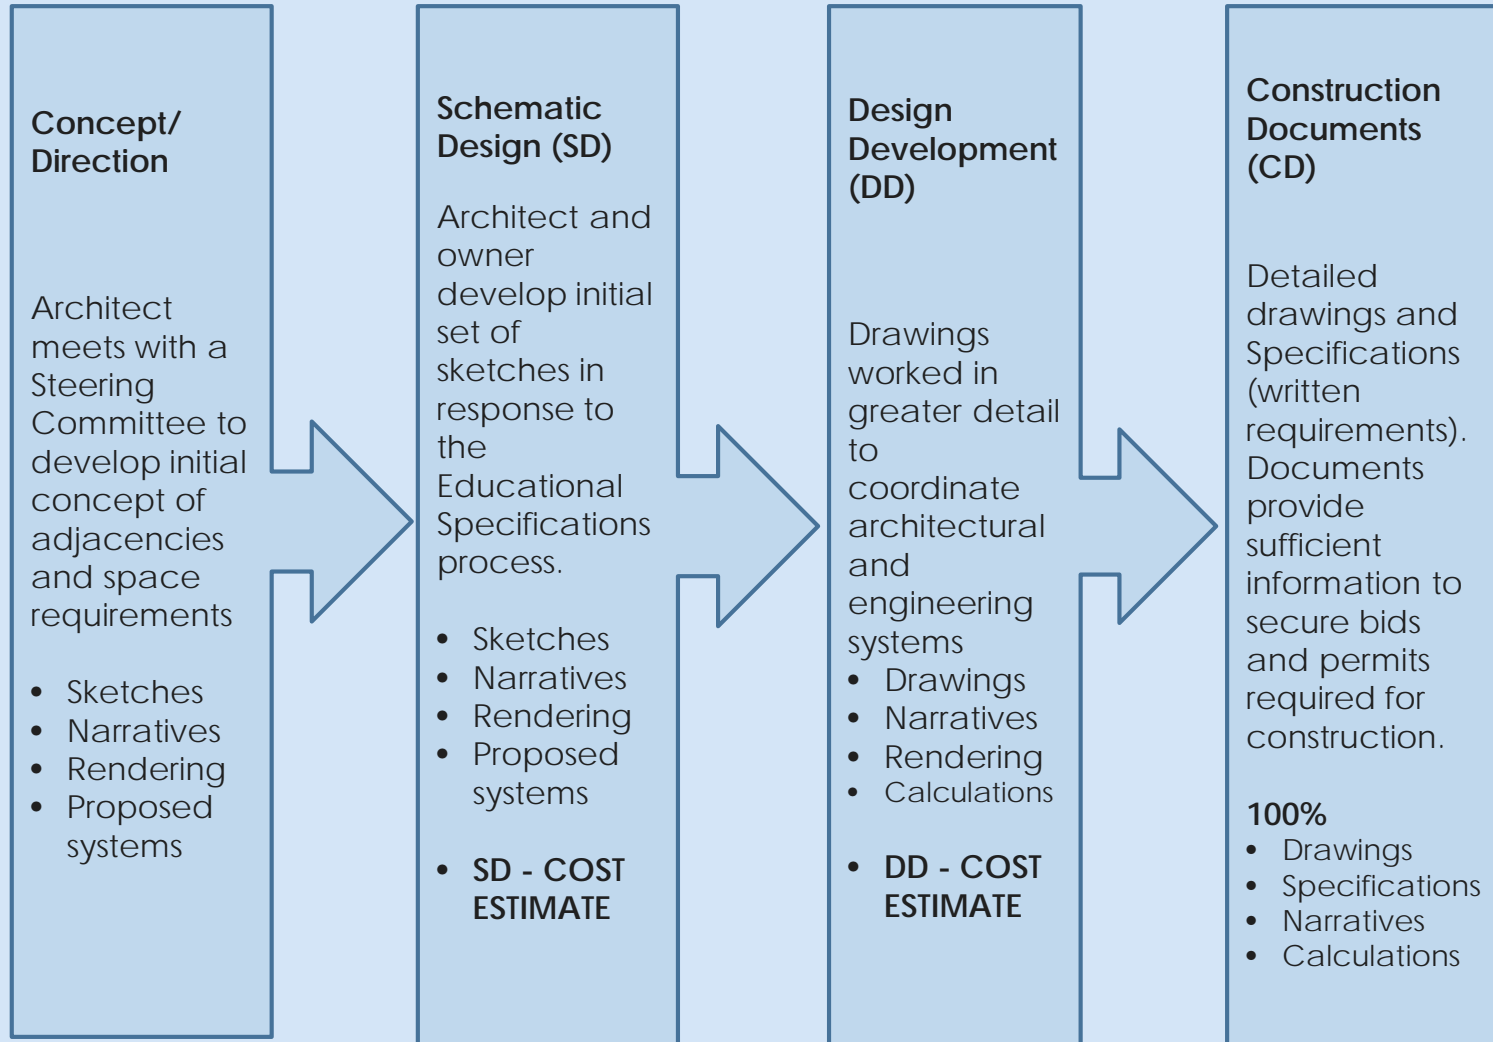 Concept/
Direction
Architect
meets with a
Steering
Committee to
develop initial
concept of
adjacencies
and space
requirements
• Sketches
• Narratives
• Rendering
• Proposed
systems
Schematic
Design (SD)
Architect and
owner
develop initial
set of
sketches in
response to
the
Educational
Specifications
process.
• Sketches
• Narratives
• Rendering
• Proposed
systems
• SD - COST
ESTIMATE
Design
Development
(DD)
Drawings
worked in
greater detail
to
coordinate
architectural
and
engineering
systems
• Drawings
• Narratives
• Rendering
• Calculations
• DD - COST
ESTIMATE
Construction
Documents
(CD)
Detailed
drawings and
Specifications
(written
requirements).
Documents
provide
sufficient
information to
secure bids
and permits
required for
construction.
100%
• Drawings
• Specifications
• Narratives
• Calculations